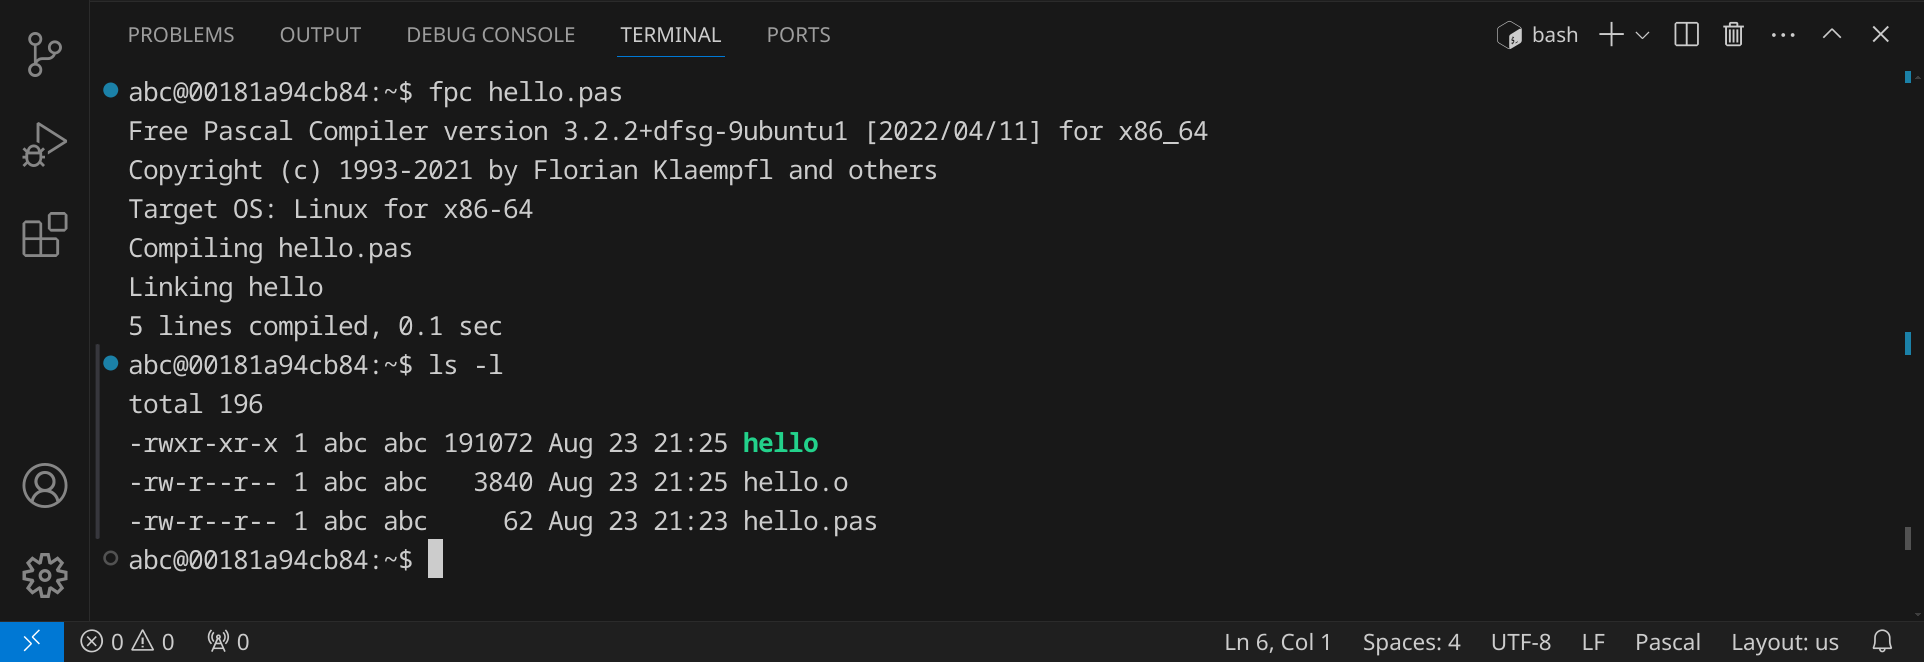 PROBLEMS OUTPUT DEBUG CONSOLE TERMINAL PORTS bash
abc@00181a94cb84:~$ fpc hello.pas
Free Pascal Compiler version 3.2.2+dfsg-9ubuntu1 [2022/04/11] for x86_64
Copyright (c) 1993-2021 by Florian Klaempfl and others
Target OS: Linux for x86-64
Compiling hello.pas
Linking hello
5 lines compiled, 0.1 sec
abc@00181a94cb84:~$ ls -l
total 196
-rwxr-xr-x 1 abc abc 191072 Aug 23 21:25 hello
-rw-r--r-- 1 abc abc   3840 Aug 23 21:25 hello.o
-rw-r--r-- 1 abc abc     62 Aug 23 21:23 hello.pas
abc@00181a94cb84:~$
0 0 0 Ln 6, Col 1 Spaces: 4 UTF-8 LF Pascal Layout: us